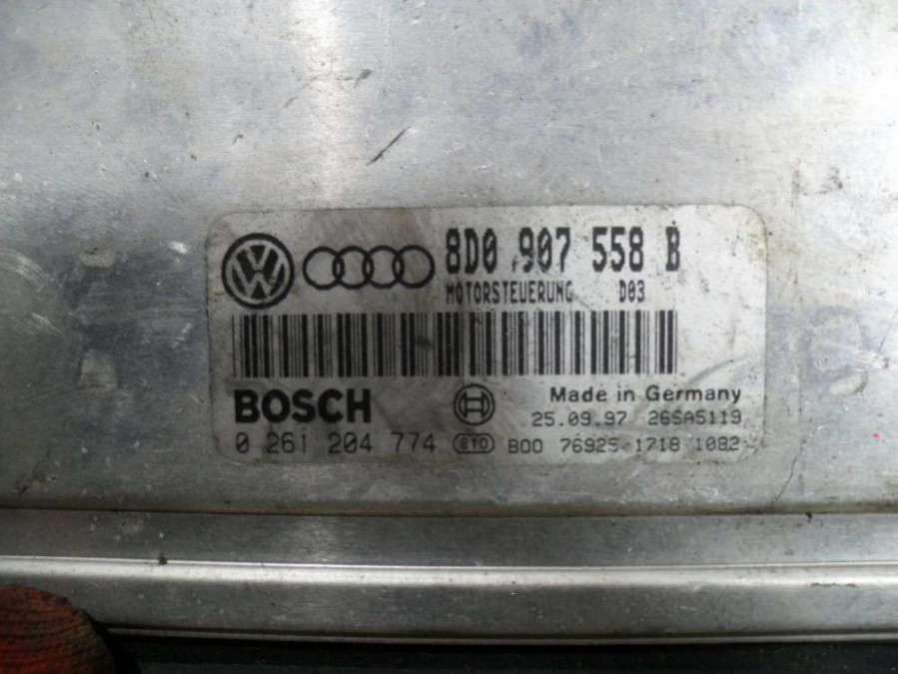 8D0 907 558 B
MOTORSTEUERUNG D03
BOSCH
Made in Germany
25.09.97 26SA5119
0 261 204 774 B00 76925 1718 1082